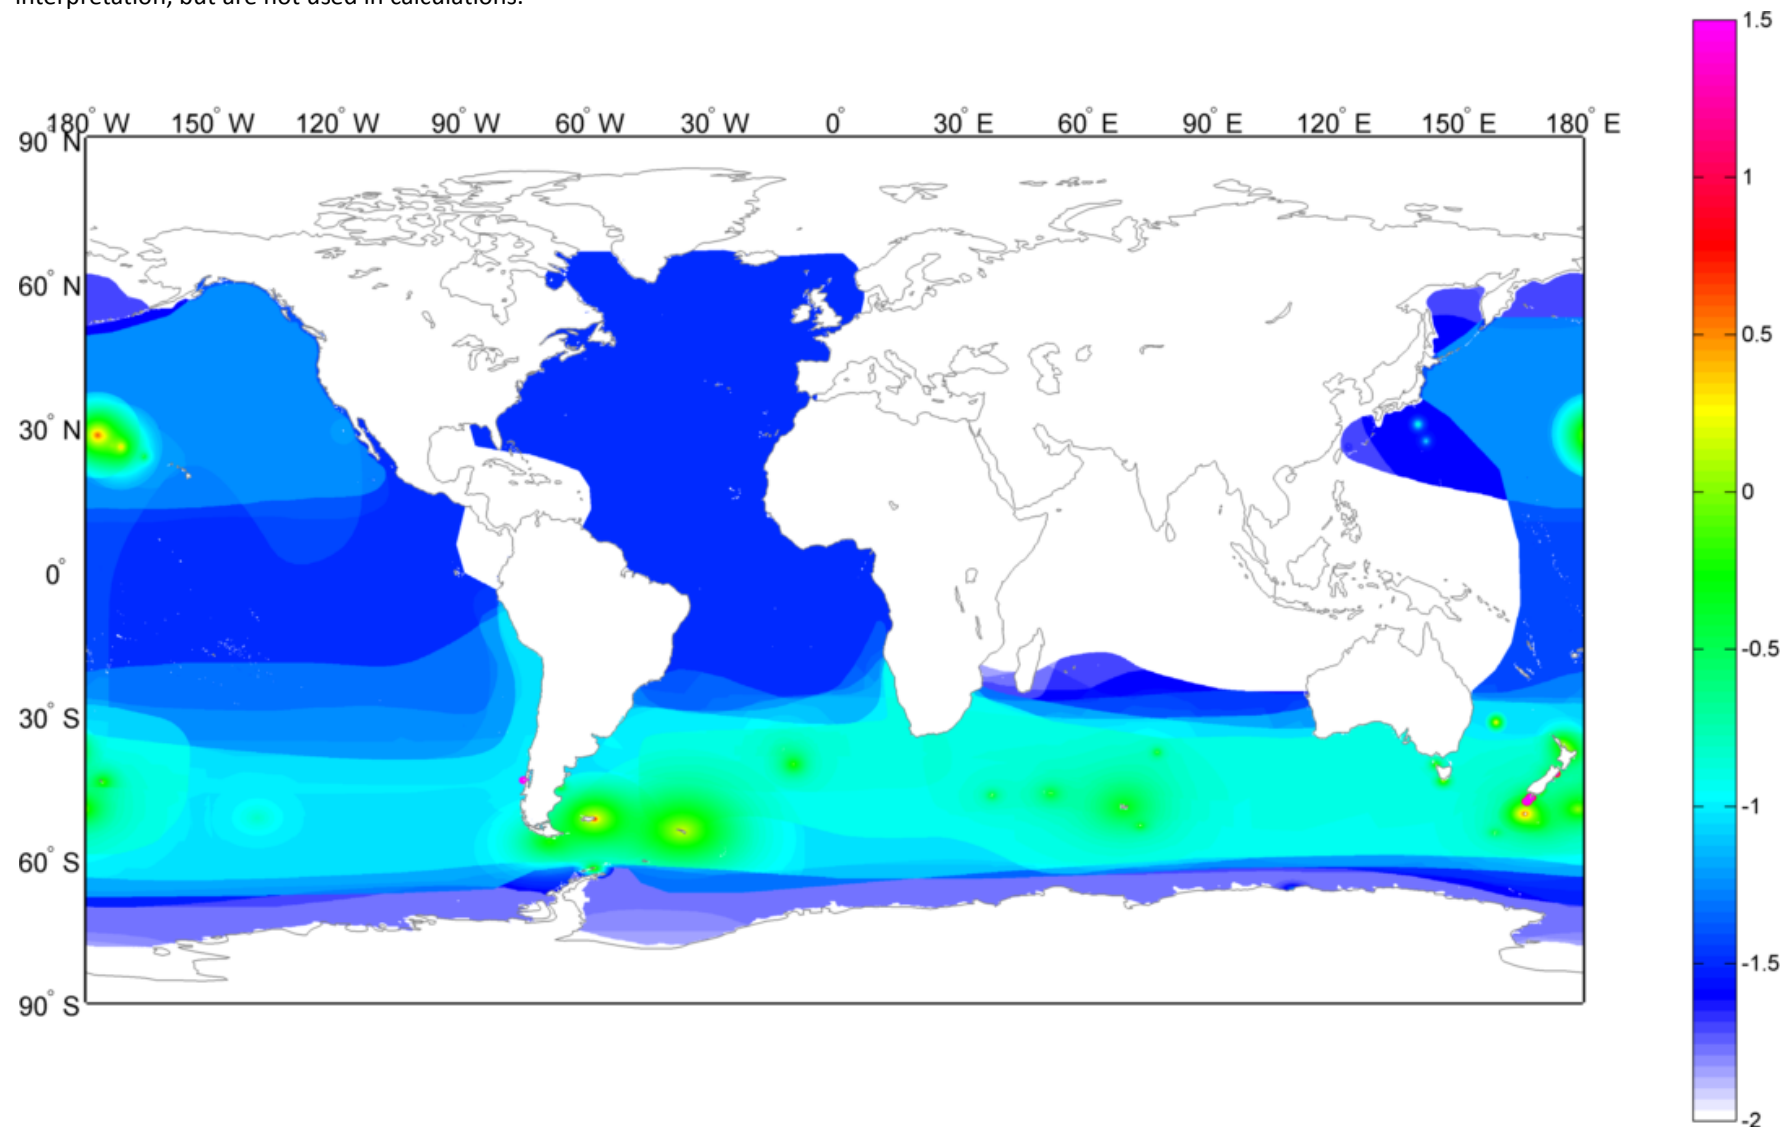 interpretation, but are not used in calculations.
180° W 150° W 120° W 90° W 60° W 30° W 0° 30° E 60° E 90° E 120° E 150° E 180° E
90° N
60° N
30° N
0°
30° S
60° S
90° S
1.5
1
0.5
0
-0.5
-1
-1.5
-2